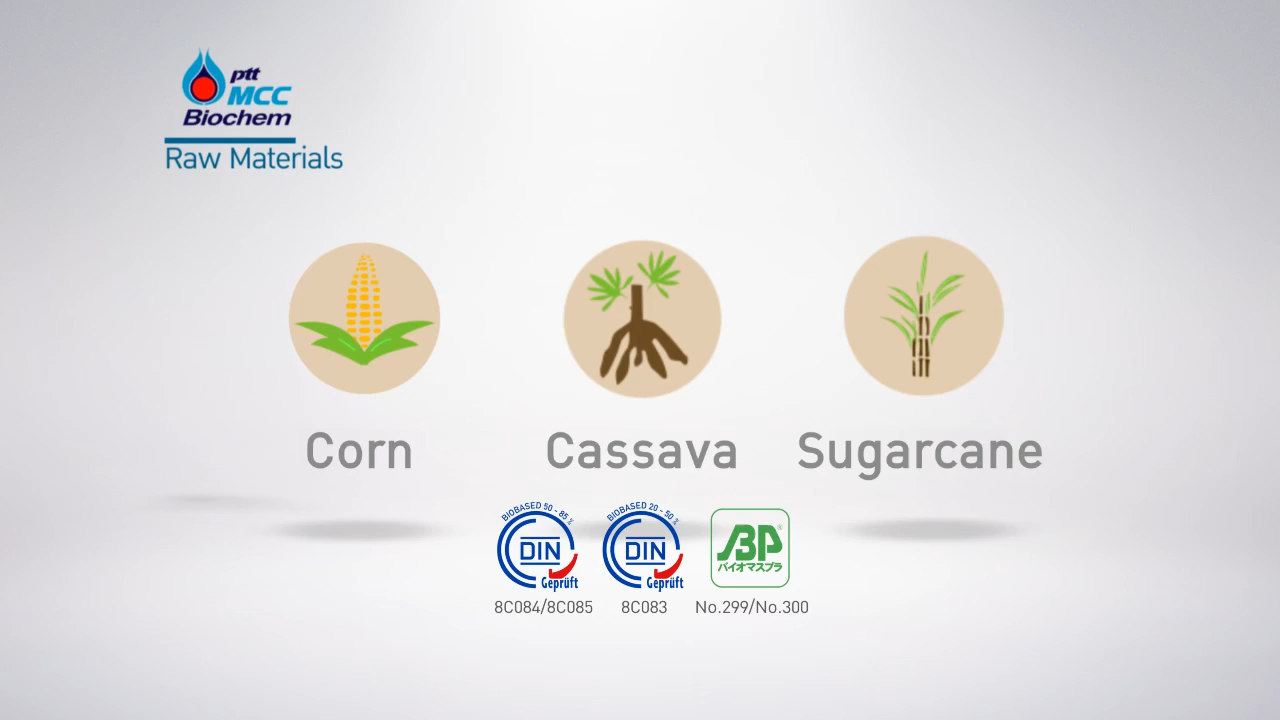 ptt
MCC
Biochem
Raw Materials
Corn
Cassava
Sugarcane
BIOBASED 50 - 85 %
DIN
Geprüft
8C084/8C085
BIOBASED 20 - 50 %
DIN
Geprüft
8C083
BP
®
バイオマスプラ
No.299/No.300